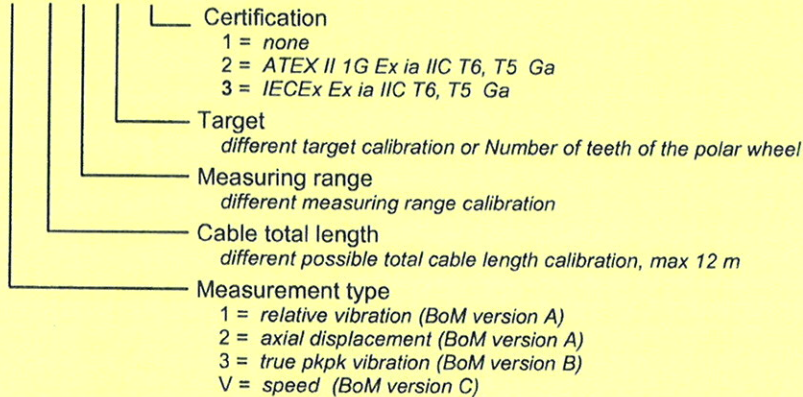 Certification
1 = none
2 = ATEX II 1G Ex ia IIC T6, T5 Ga
3 = IECEx Ex ia IIC T6, T5 Ga
Target
different target calibration or Number of teeth of the polar wheel
Measuring range
different measuring range calibration
Cable total length
different possible total cable length calibration, max 12 m
Measurement type
1 = relative vibration (BoM version A)
2 = axial displacement (BoM version A)
3 = true pkpk vibration (BoM version B)
V = speed (BoM version C)